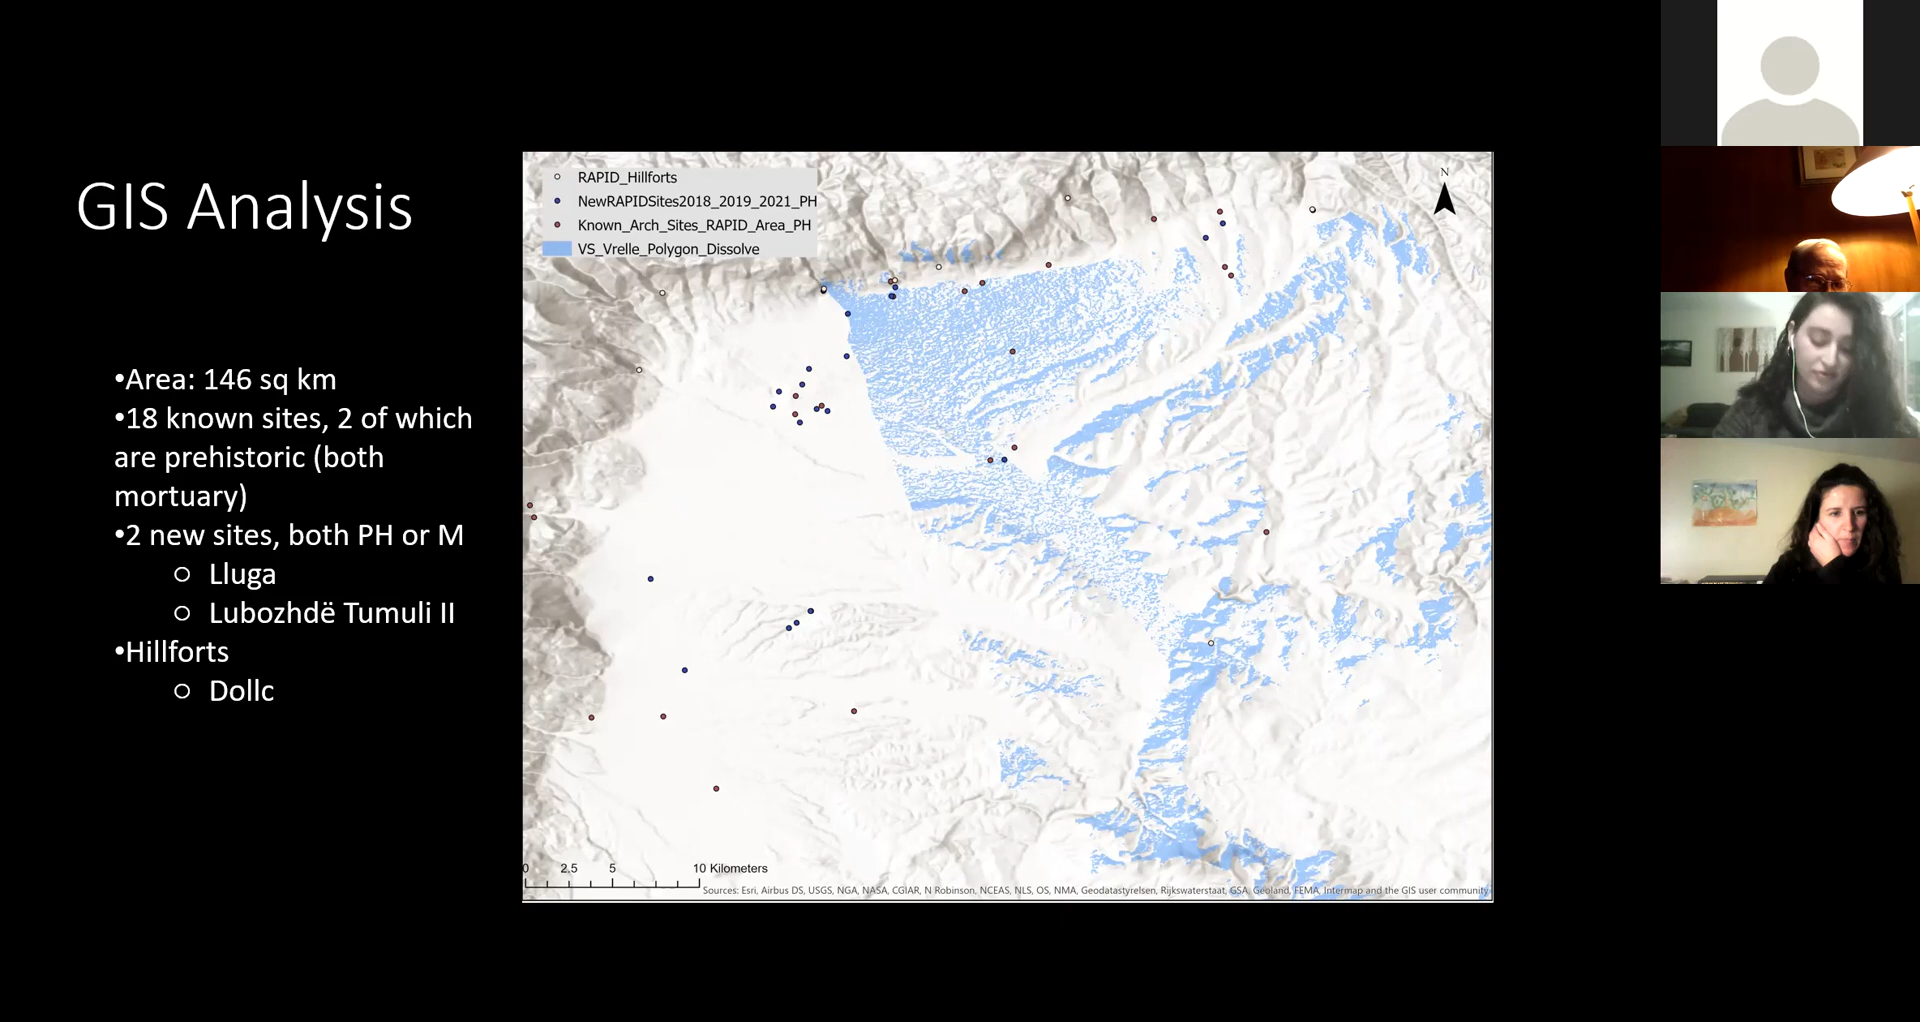 GIS Analysis
•Area: 146 sq km
•18 known sites, 2 of which
are prehistoric (both
mortuary)
•2 new sites, both PH or M
○ Lluga
○ Lubozhdë Tumuli II
•Hillforts
○ Dollc
RAPID_Hillforts
NewRAPIDSites2018_2019_2021_PH
Known_Arch_Sites_RAPID_Area_PH
VS_Vrelle_Polygon_Dissolve
N
0 2.5 5 10 Kilometers
Sources: Esri, Airbus DS, USGS, NGA, NASA, CGIAR, N Robinson, NCEAS, NLS, OS, NMA, Geodatastyrelsen, Rijkswaterstaat, GSA, Geoland, FEMA, Intermap and the GIS user community